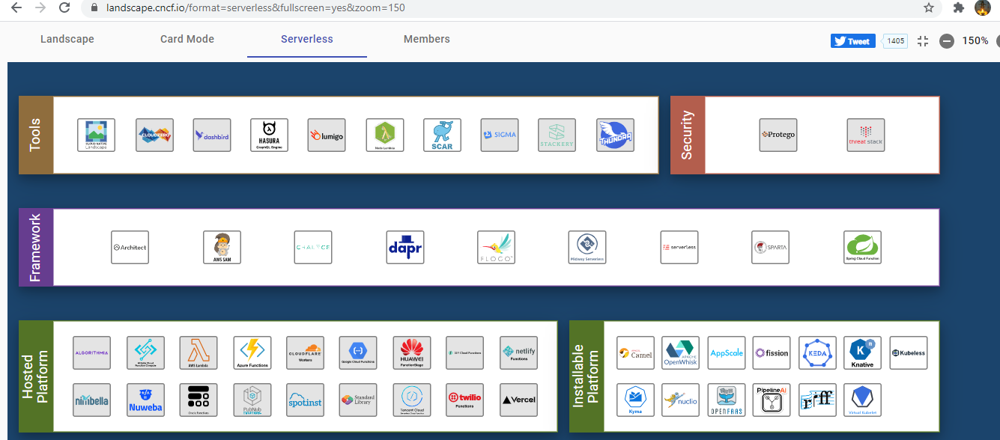 landscape.cncf.io/format=serverless&fullscreen=yes&zoom=150
Landscape Card Mode Serverless Members
Tweet 1405 150%
Tools
CLOUD NATIVE
Landscape
CLOUDZERO
dashbird
HASURA
GraphQL Engine
lumigo
Node Lambda
SCAR
SIGMA
STACKERY
THUNDRA
Security
Protego
threat stack
Framework
Architect
AWS SAM
CHALICE
dapr
FLOGO
Midway Serverless
serverless
SPARTA
Spring Cloud Function
Hosted
Platform
ALGORITHMIA
Alibaba Cloud
Function Compute
AWS Lambda
Azure Functions
CLOUDFLARE
Workers
Google Cloud Functions
HUAWEI
FunctionStage
Cloud Functions
netlify
Functions
nimbella
Nuweba
Oracle Functions
PubNub
FUNCTIONS
spotinst
Standard
Library
Tencent Cloud
twilio
Functions
Vercel
Installable
Platform
Camel
APACHE
OpenWhisk
AppScale
fission
KEDA
K
n
Knative
Kubeless
Kyma
nuclio
OPENFAAS
PipelineAI
riff
Virtual Kubelet